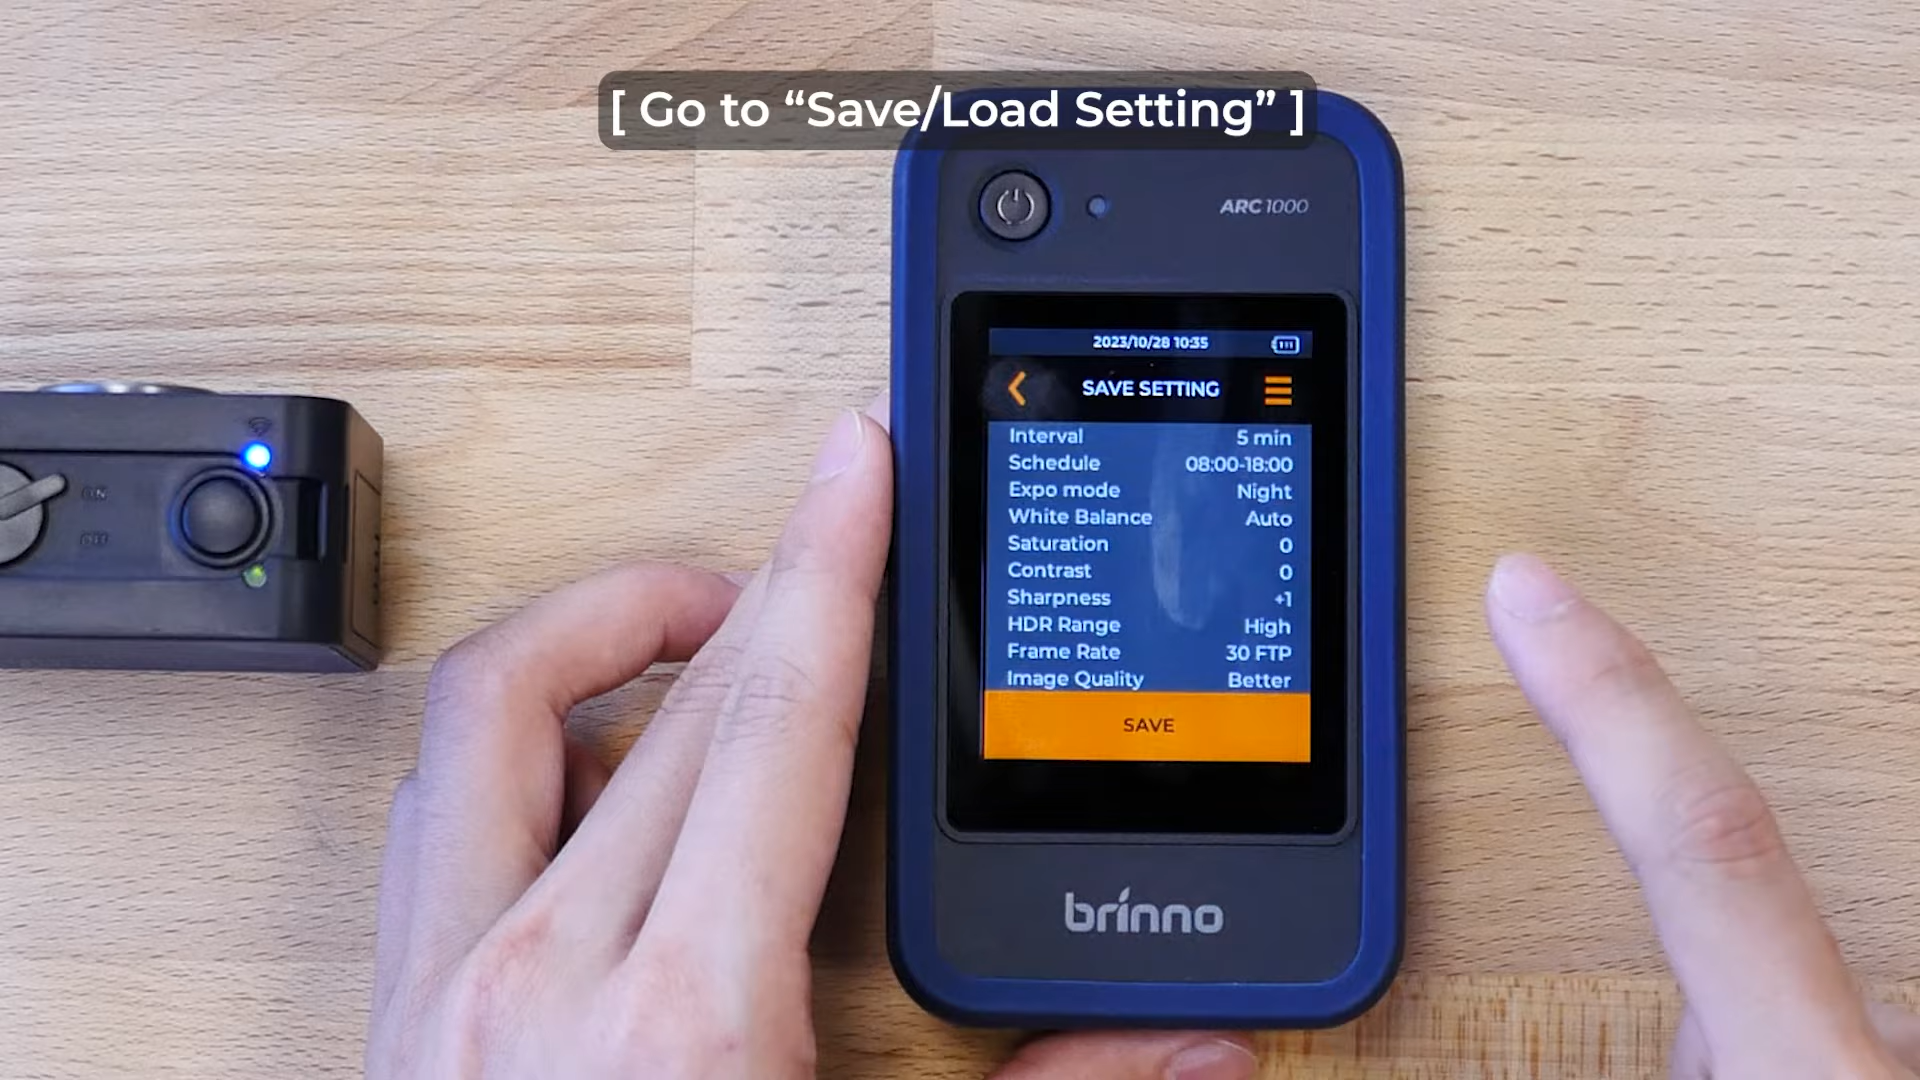 [ Go to “Save/Load Setting” ]
ARC 1000
2023/10/28 10:35
SAVE SETTING
Interval 5 min
Schedule 08:00-18:00
Expo mode Night
White Balance Auto
Saturation 0
Contrast 0
Sharpness +1
HDR Range High
Frame Rate 30 FTP
Image Quality Better
SAVE
brinno
ON
OFF